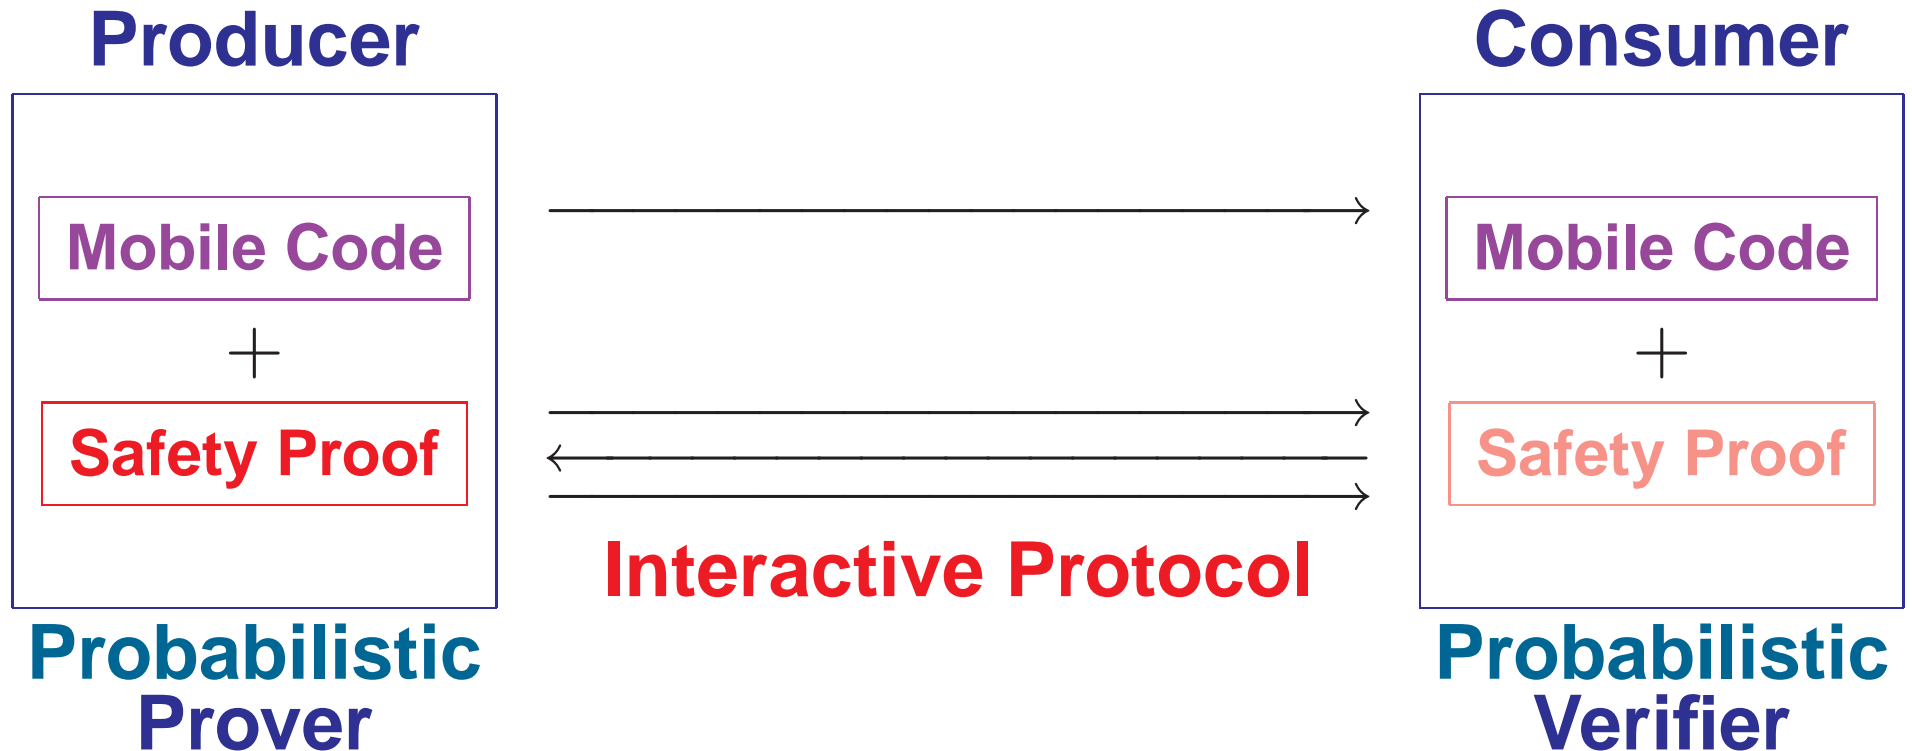 Producer
Consumer
Mobile Code
Mobile Code
+
+
Safety Proof
Safety Proof
Interactive Protocol
Probabilistic
Prover
Probabilistic
Verifier